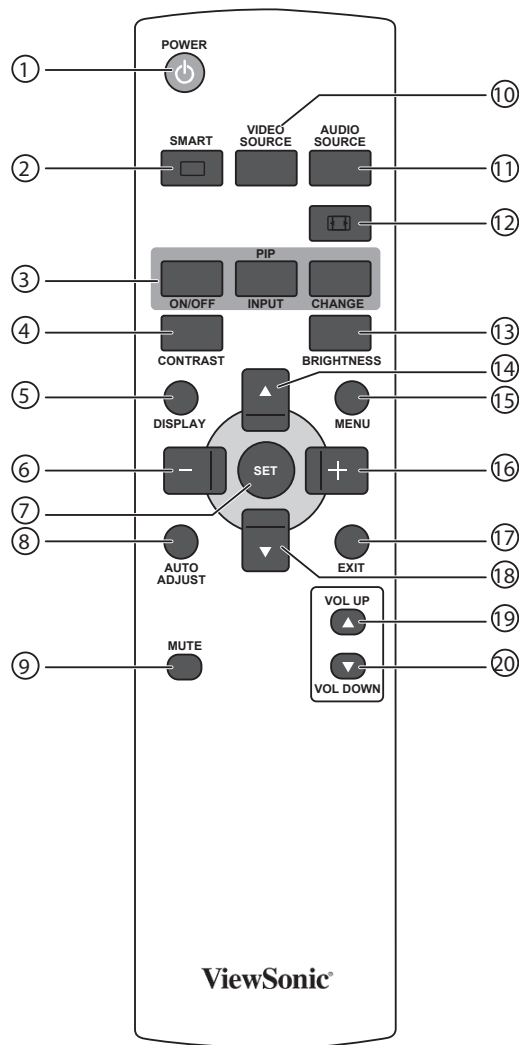 POWER
1
10
VIDEO
SOURCE
SMART
AUDIO
SOURCE
2
11
12
PIP
3
ON/OFF
INPUT
CHANGE
4
13
CONTRAST
BRIGHTNESS
14
5
15
DISPLAY
MENU
6
SET
16
7
8
17
AUTO
ADJUST
EXIT
18
VOL UP
19
MUTE
9
20
VOL DOWN
ViewSonic®